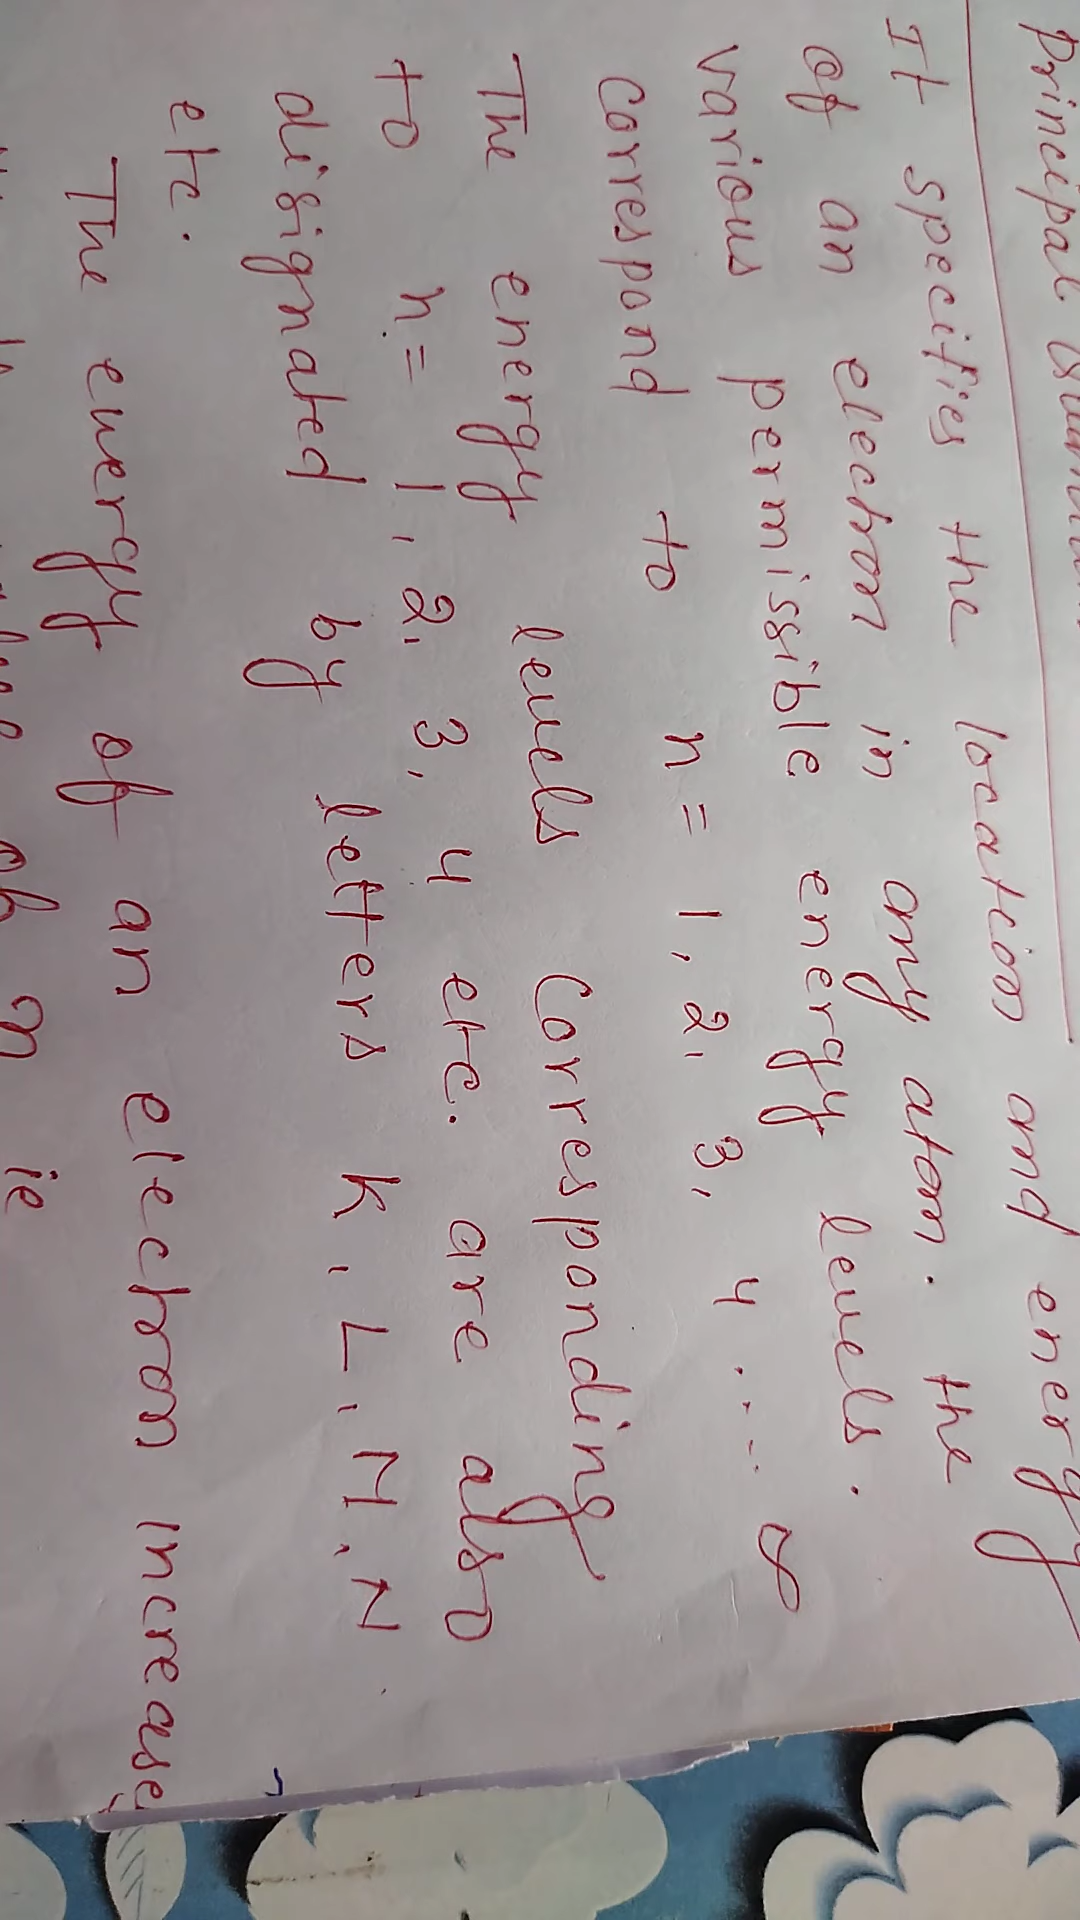 Principal
It specifies the location and energy
of an electron in any atom. the
various permissible energy levels.
correspond to n = 1, 2, 3, 4 .... ∞
The energy levels corresponding
to n = 1, 2, 3, 4 etc. are also
disignated by letters K, L, M, N
etc.
The energy of an electron increase
of n ie